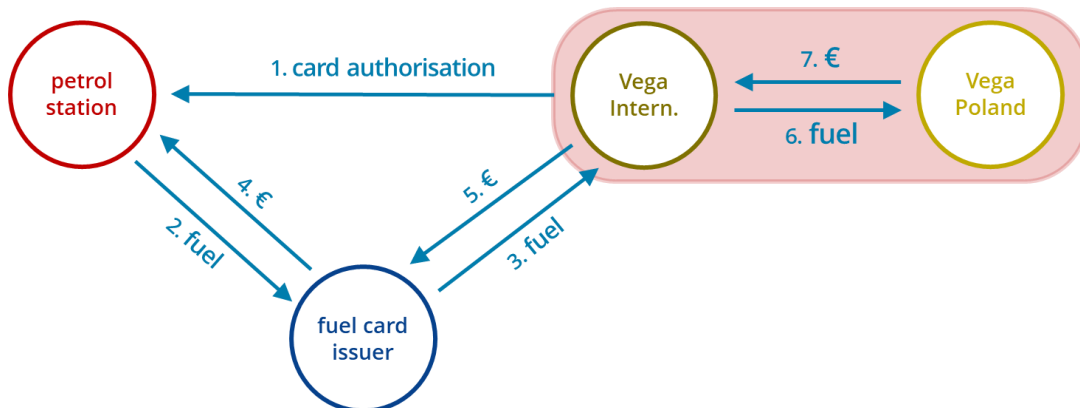 petrol
station
1. card authorisation
Vega
Intern.
7. €
6. fuel
Vega
Poland
2. fuel
4. €
5. €
3. fuel
fuel card
issuer